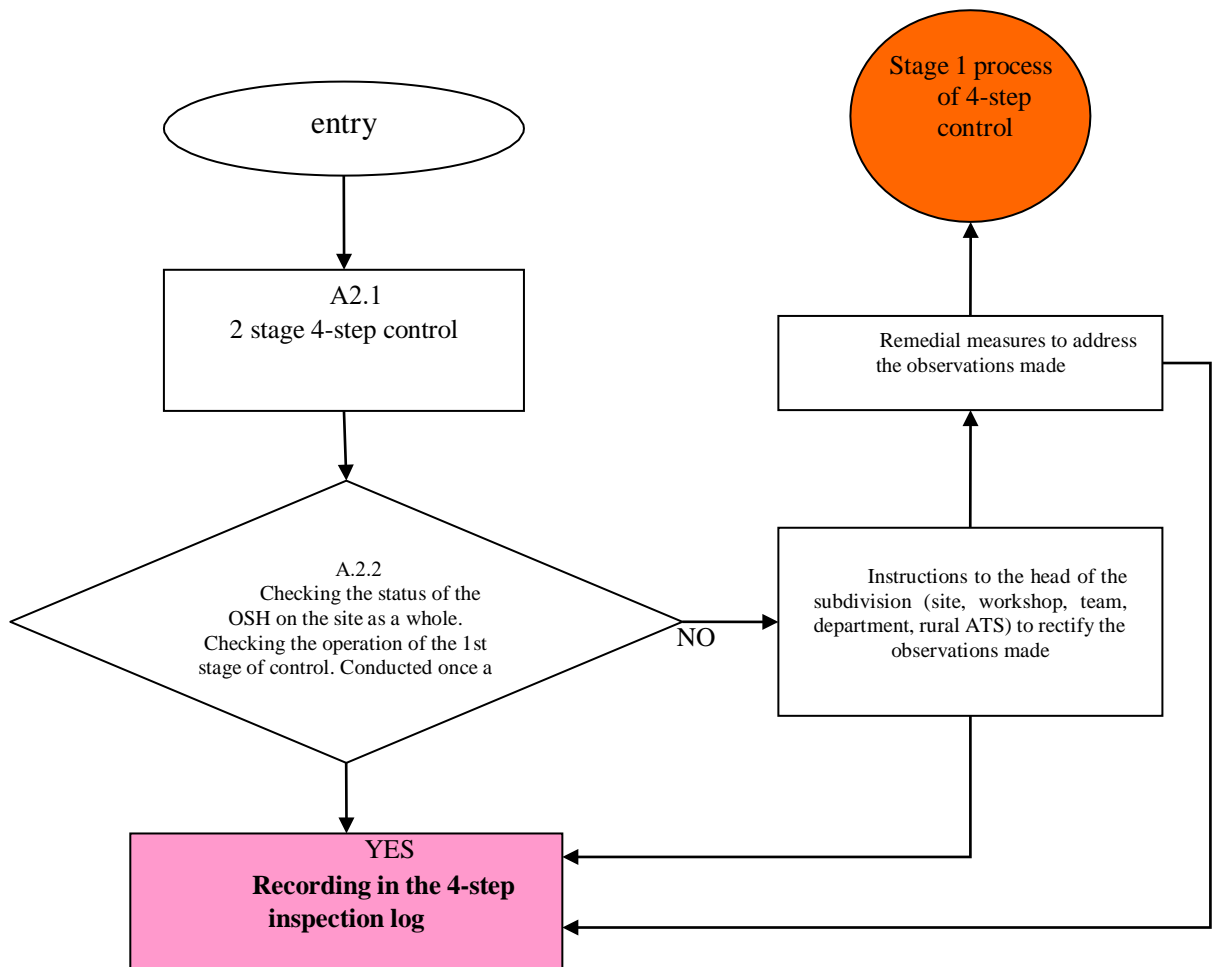 entry
Stage 1 process
of 4-step
control
A2.1
2 stage 4-step control
Remedial measures to address
the observations made
A.2.2
Checking the status of the
OSH on the site as a whole.
Checking the operation of the 1st
stage of control. Conducted once a
NO
Instructions to the head of the
subdivision (site, workshop, team,
department, rural ATS) to rectify the
observations made
YES
Recording in the 4-step
inspection log